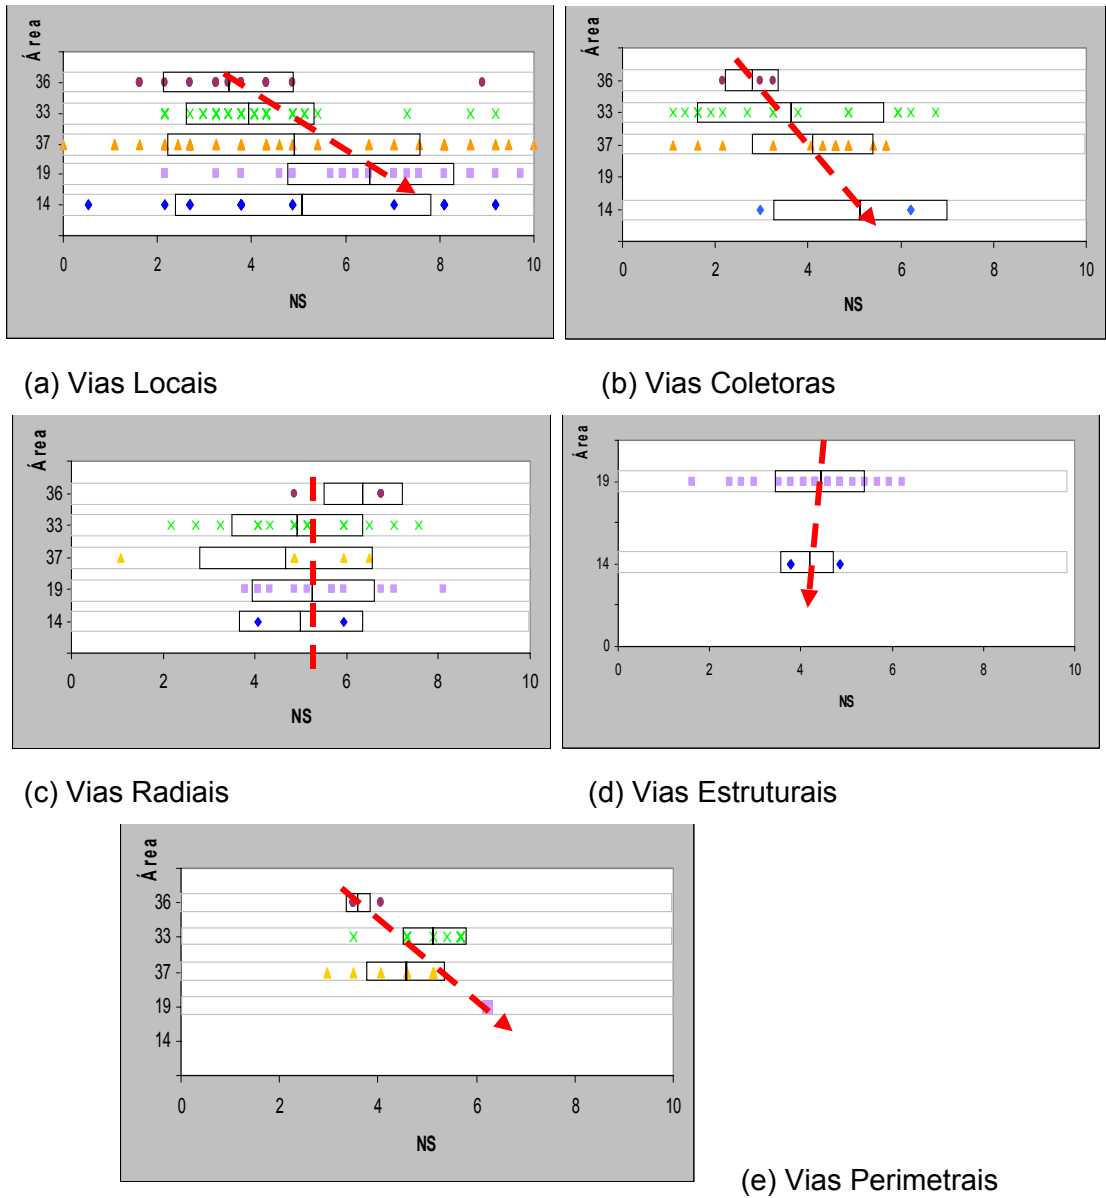 Área
36
33
37
19
14
0 2 4 6 8 10
NS
(a) Vias Locais
Área
36
33
37
19
14
0 2 4 6 8 10
NS
(b) Vias Coletoras
Área
36
33
37
19
14
0 2 4 6 8 10
NS
(c) Vias Radiais
Área
19
14
0
0 2 4 6 8 10
NS
(d) Vias Estruturais
Área
36
33
37
19
14
0 2 4 6 8 10
NS
(e) Vias Perimetrais